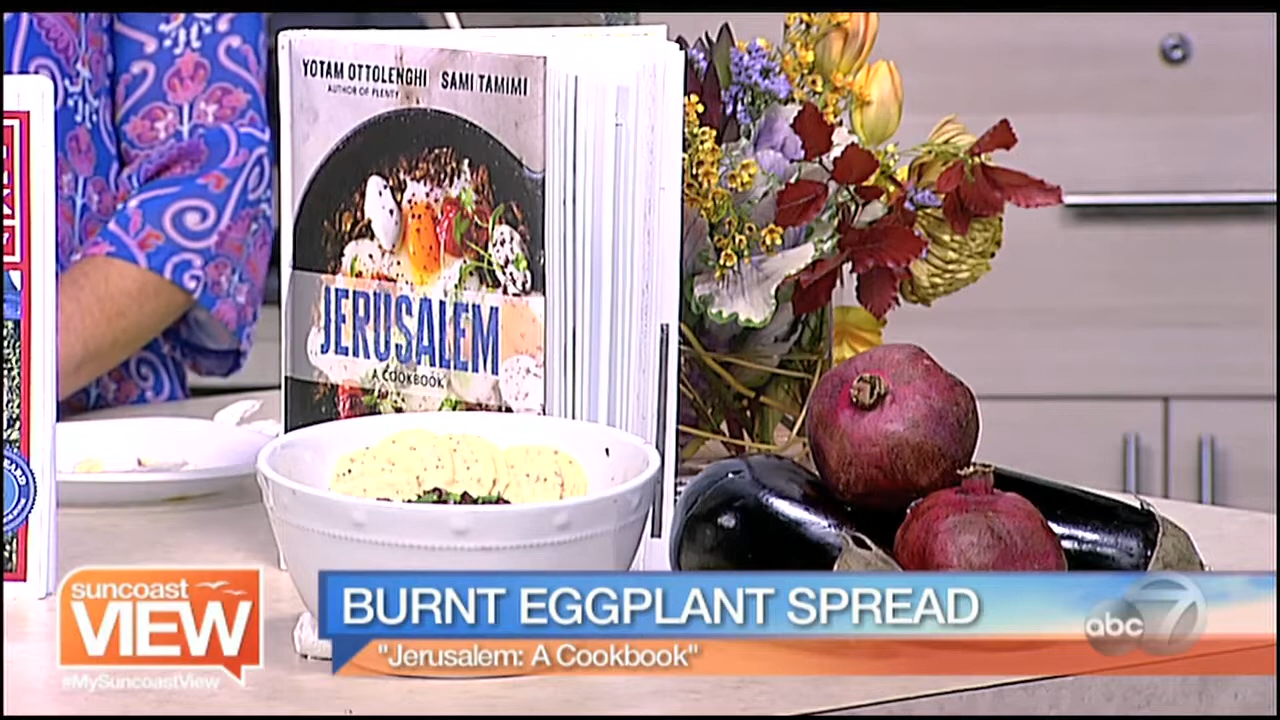 YOTAM OTTOLENGHI SAMI TAMIMI
AUTHOR OF PLENTY
JERUSALEM
A COOKBOOK
suncoast
VIEW
#MySuncoastView
BURNT EGGPLANT SPREAD
"Jerusalem: A Cookbook"
abc 7